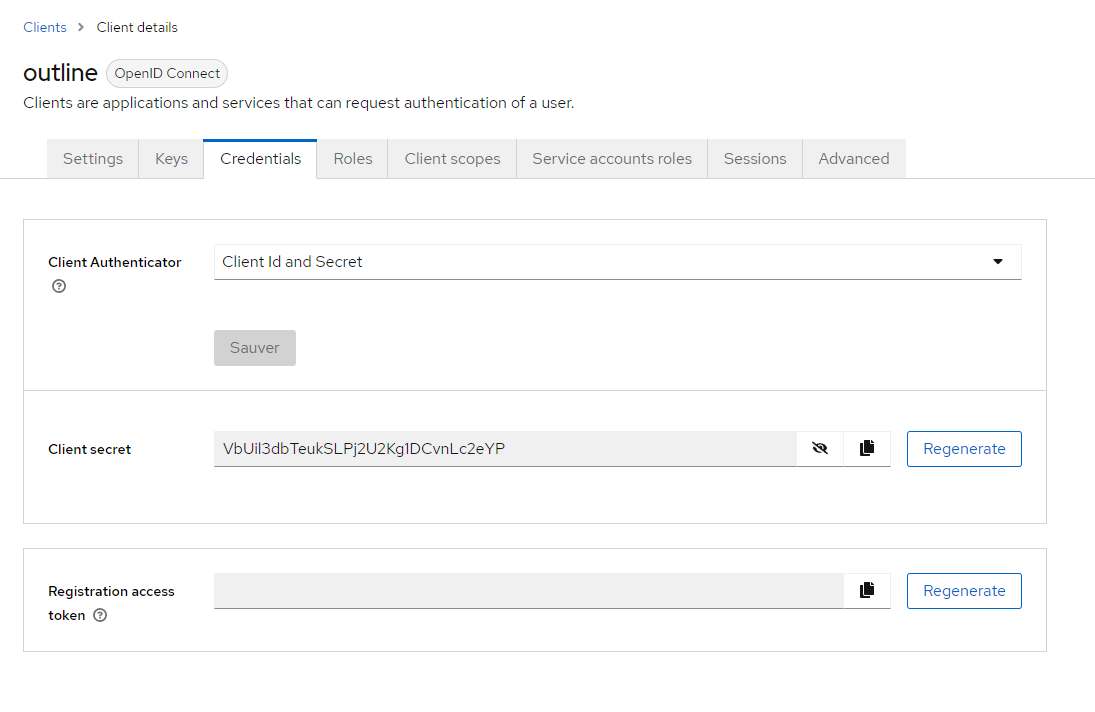 Clients > Client details
outline OpenID Connect
Clients are applications and services that can request authentication of a user.
Settings Keys Credentials Roles Client scopes Service accounts roles Sessions Advanced
Client Authenticator Client Id and Secret
Sauver
Client secret VbUil3dbTeukSLPj2U2Kg1DCvnLc2eYP Regenerate
Registration access
token Regenerate